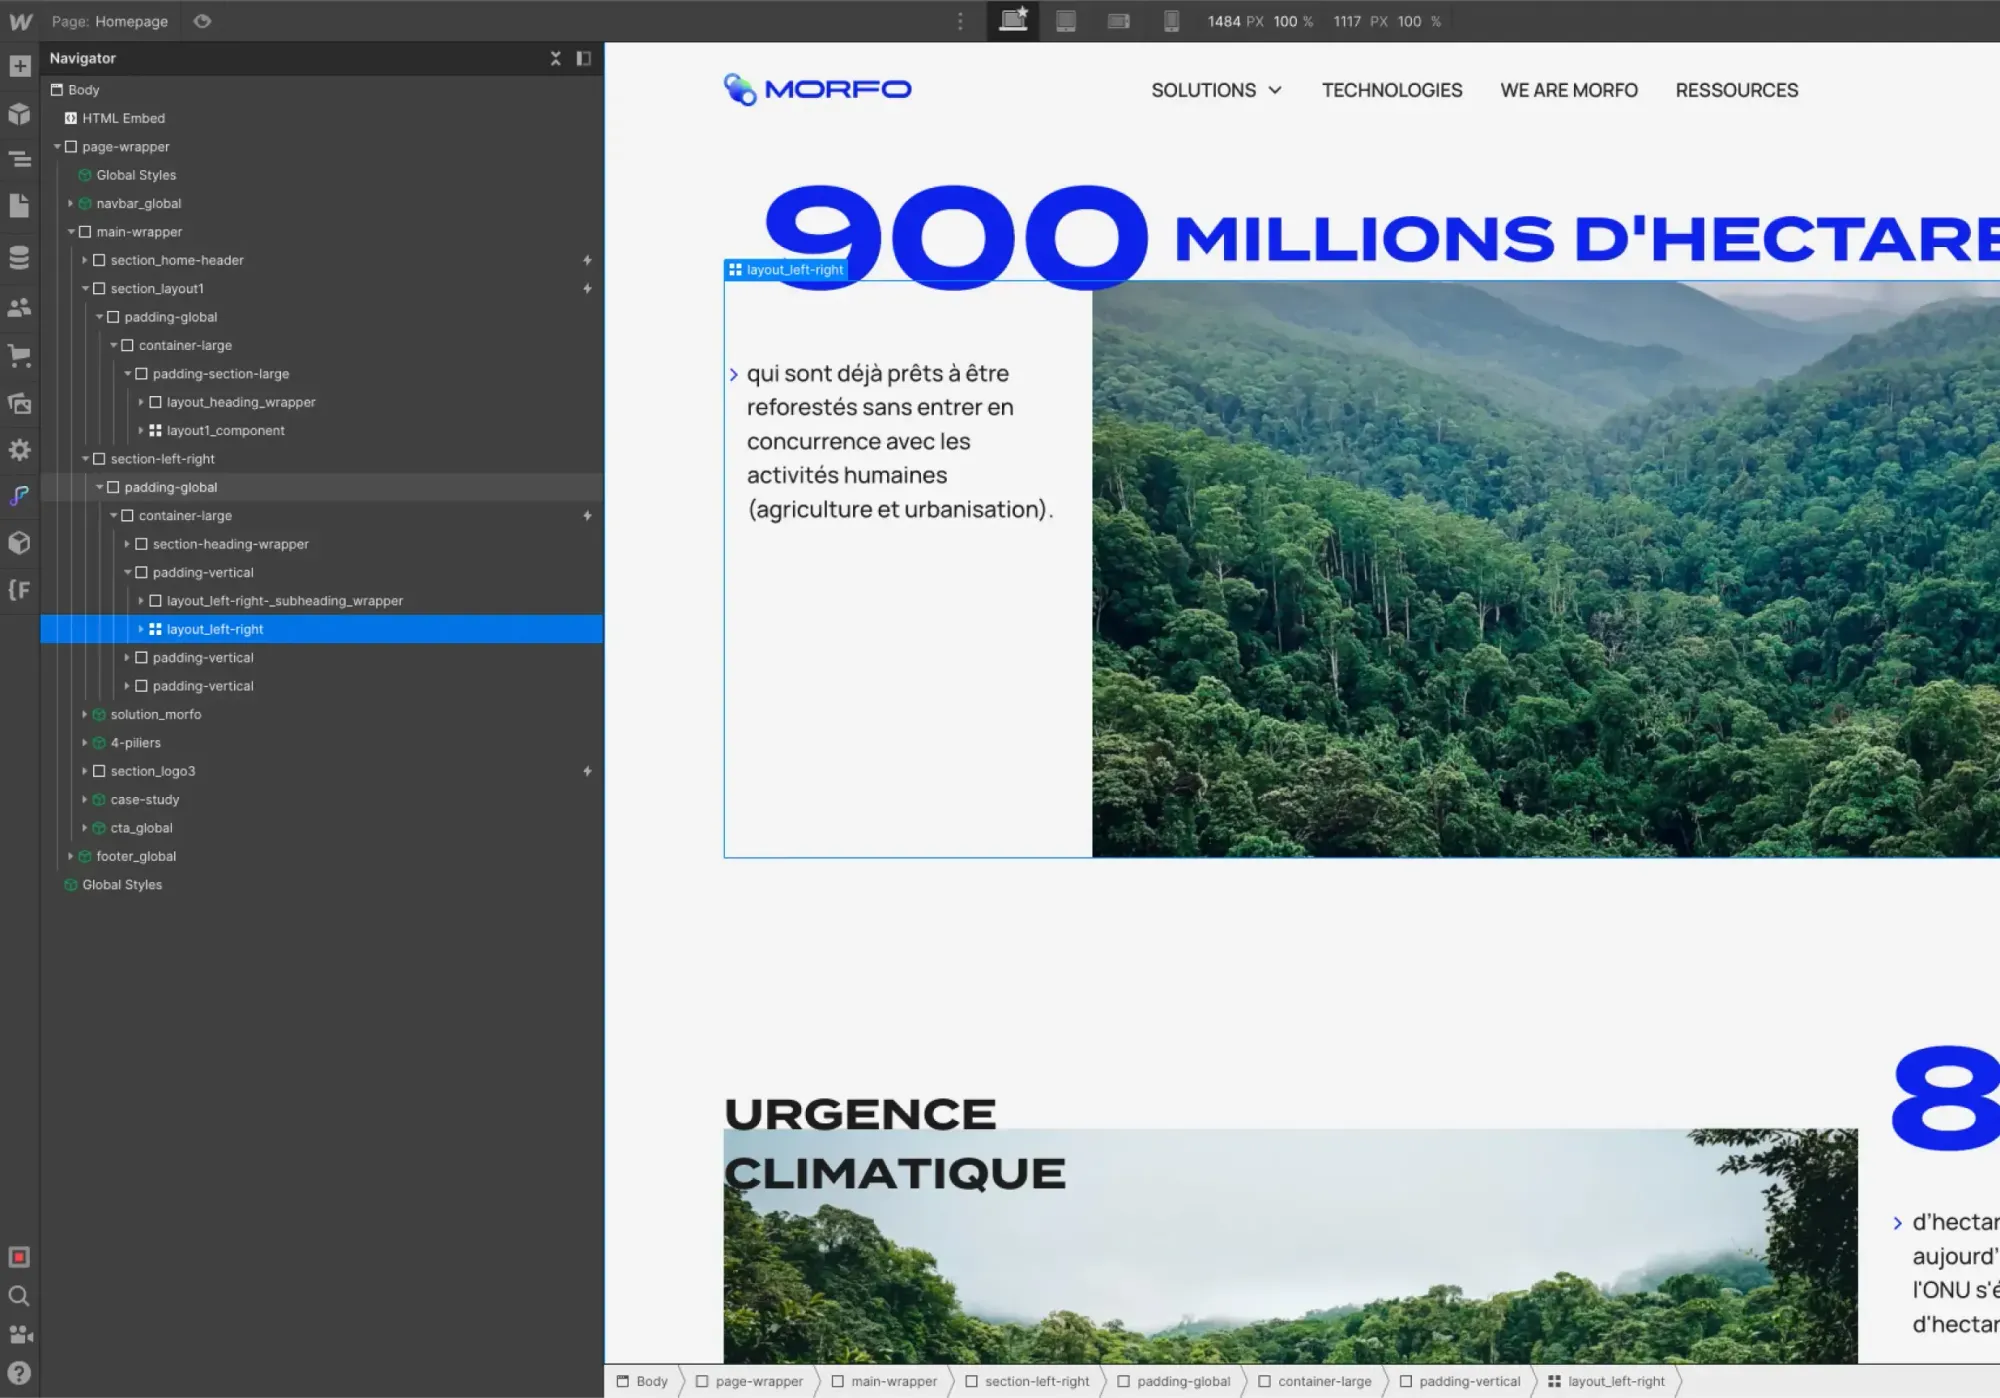 Page: Homepage
1484 PX 100 % 1117 PX 100 %
Navigator
Body
HTML Embed
page-wrapper
Global Styles
navbar_global
main-wrapper
section_home-header
section_layout1
padding-global
container-large
padding-section-large
layout_heading_wrapper
layout1_component
section-left-right
padding-global
container-large
section-heading-wrapper
padding-vertical
layout_left-right-_subheading_wrapper
layout_left-right
padding-vertical
padding-vertical
solution_morfo
4-piliers
section_logo3
case-study
cta_global
footer_global
Global Styles
MORFO
SOLUTIONS
TECHNOLOGIES
WE ARE MORFO
RESSOURCES
900 MILLIONS D'HECTARE
layout_left-right
qui sont déjà prêts à être
reforestés sans entrer en
concurrence avec les
activités humaines
(agriculture et urbanisation).
URGENCE
CLIMATIQUE
8
d'hectar
aujourd'
l'ONU s'é
d'hectar
Body page-wrapper main-wrapper section-left-right padding-global container-large padding-vertical layout_left-right